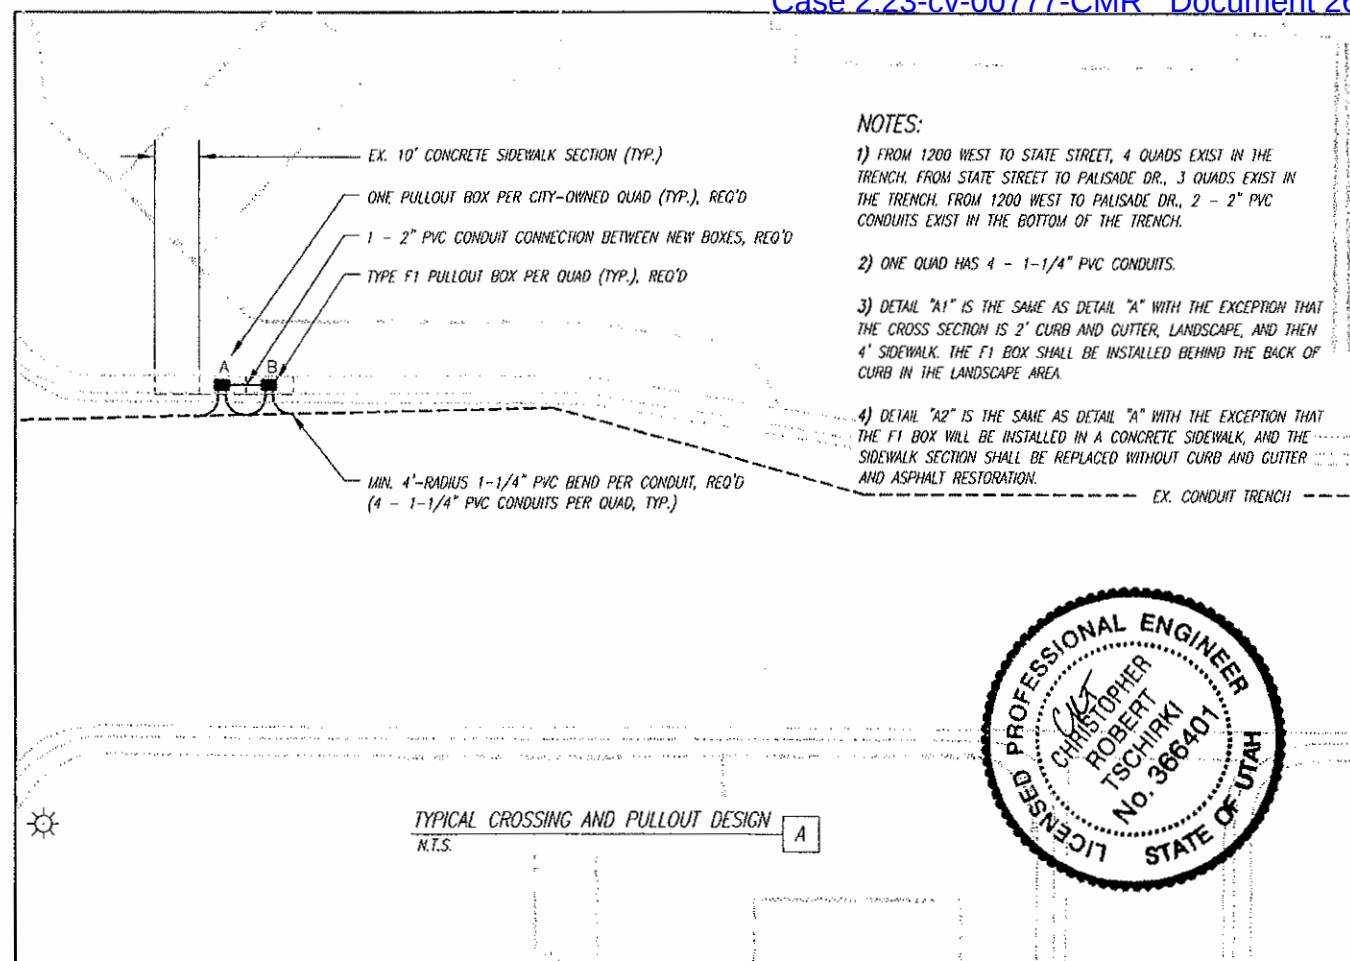 Case 2:23-cv-00777-CMR Document 26
EX. 10' CONCRETE SIDEWALK SECTION (TYP.)
ONE PULLOUT BOX PER CITY-OWNED QUAD (TYP.), REQ'D
1 - 2" PVC CONDUIT CONNECTION BETWEEN NEW BOXES, REQ'D
TYPE F1 PULLOUT BOX PER QUAD (TYP.), REQ'D
A B
MIN. 4'-RADIUS 1-1/4" PVC BEND PER CONDUIT, REQ'D
(4 - 1-1/4" PVC CONDUITS PER QUAD, TYP.)
NOTES:
1) FROM 1200 WEST TO STATE STREET, 4 QUADS EXIST IN THE
TRENCH. FROM STATE STREET TO PALISADE DR., 3 QUADS EXIST IN
THE TRENCH. FROM 1200 WEST TO PALISADE DR., 2 - 2" PVC
CONDUITS EXIST IN THE BOTTOM OF THE TRENCH.
2) ONE QUAD HAS 4 - 1-1/4" PVC CONDUITS.
3) DETAIL "A1" IS THE SAME AS DETAIL "A" WITH THE EXCEPTION THAT
THE CROSS SECTION IS 2' CURB AND GUTTER, LANDSCAPE, AND THEN
4' SIDEWALK. THE F1 BOX SHALL BE INSTALLED BEHIND THE BACK OF
CURB IN THE LANDSCAPE AREA.
4) DETAIL "A2" IS THE SAME AS DETAIL "A" WITH THE EXCEPTION THAT
THE F1 BOX WILL BE INSTALLED IN A CONCRETE SIDEWALK, AND THE
SIDEWALK SECTION SHALL BE REPLACED WITHOUT CURB AND GUTTER
AND ASPHALT RESTORATION.
EX. CONDUIT TRENCH
LICENSED PROFESSIONAL ENGINEER
CHRISTOPHER
ROBERT
TSCHIRKI
No. 366401
STATE OF UTAH
TYPICAL CROSSING AND PULLOUT DESIGN A
N.T.S.